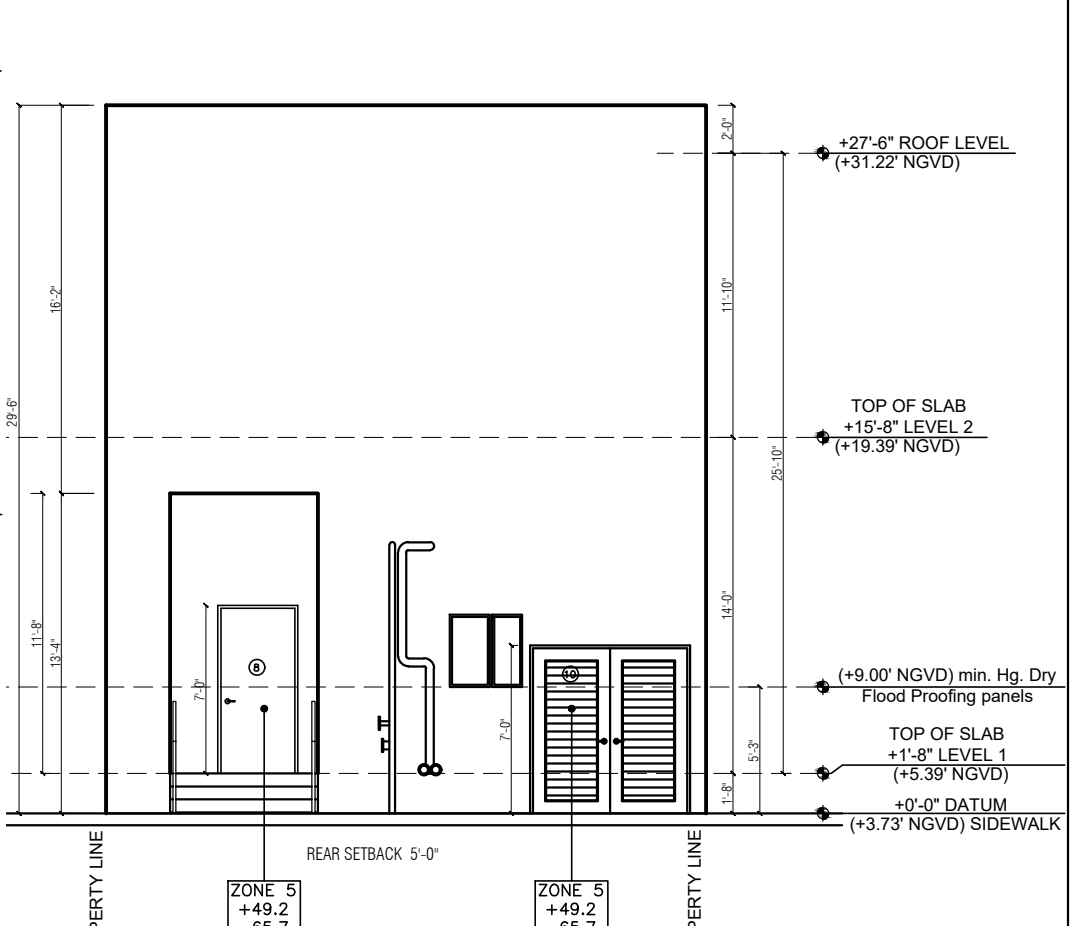 2'-0"
+27'-6" ROOF LEVEL
(+31.22' NGVD)
16'-2"
11'-10"
29'-6"
TOP OF SLAB
+15'-8" LEVEL 2
(+19.39' NGVD)
25'-10"
14'-0"
11'-8"
13'-4"
8
10
7'-0"
7'-0"
(+9.00' NGVD) min. Hg. Dry
Flood Proofing panels
5'-3"
TOP OF SLAB
+1'-8" LEVEL 1
(+5.39' NGVD)
1'-8"
+0'-0" DATUM
(+3.73' NGVD) SIDEWALK
REAR SETBACK 5'-0"
PERTY LINE
PERTY LINE
ZONE 5
+49.2
-65.7
ZONE 5
+49.2
-65.7